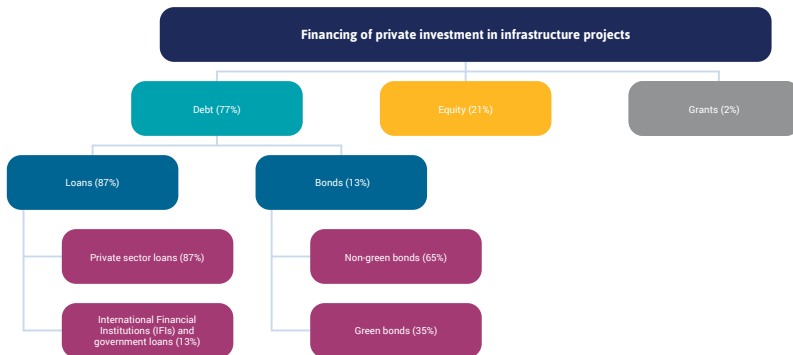 Financing of private investment in infrastructure projects
Debt (77%)
Equity (21%)
Grants (2%)
Loans (87%)
Bonds (13%)
Private sector loans (87%)
Non-green bonds (65%)
International Financial
Institutions (IFIs) and
government loans (13%)
Green bonds (35%)